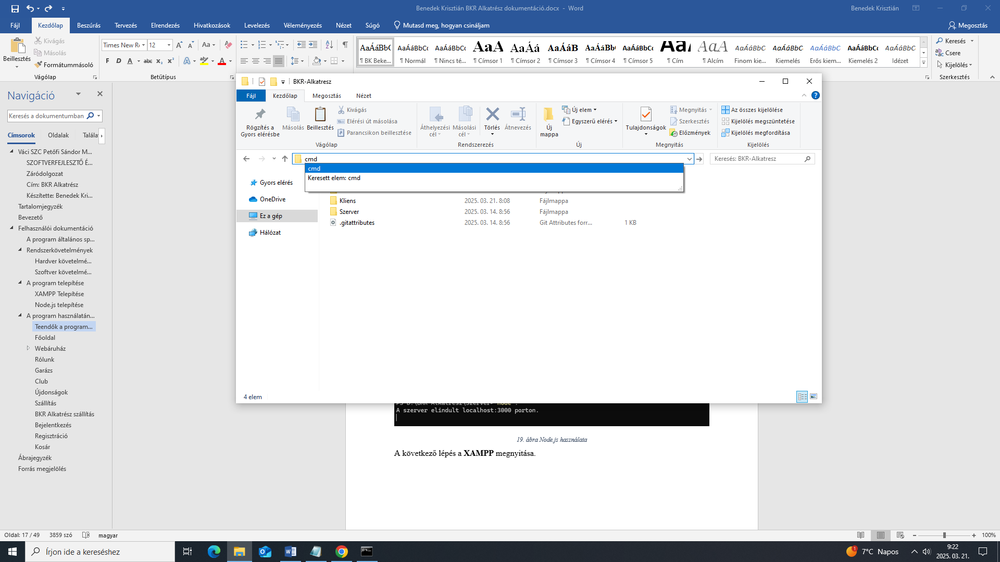 Benedek Krisztián BKR Alkatrész dokumentáció.docx - Word
Benedek Krisztián
Fájl
Kezdőlap
Beszúrás
Tervezés
Elrendezés
Hivatkozások
Levelezés
Véleményezés
Nézet
Súgó
Mutasd meg, hogyan csináljam
Megosztás
Beillesztés
Kivágás
Másolás
Formátummásoló
Vágólap
Times New R
12
Betűtípus
AaÁáBb( AaÁáBbC AaÁáBbC AaA AaÁá AaÁáB AaÁáBb AaÁáBbC AaA AaA AaÁáBbC AaÁáBbC AaÁáBbC AaÁáBbC AaÁáBbC
¶ BK Beke...
¶ Normál
¶ Nincs té...
¶ Címsor 1
¶ Címsor 2
¶ Címsor 3
¶ Címsor 4
¶ Címsor 5
¶ Cím
¶ Alcím
Finom kie...
Kiemelés
Erős kiem...
Kiemelés 2
Idézet
Keresés
Csere
Kijelölés
Szerkesztés
Navigáció
Keresés a dokumentumban
Címsorok
Oldalak
Talála
Váci SZC Petőfi Sándor M...
SZOFTVERFEJLESZTŐ É...
Záródolgozat
Cím: BKR Alkatrész
Készítette: Benedek Kri...
Tartalomjegyzék
Bevezető
Felhasználói dokumentáció
A program általános sp...
Rendszerkövetelmények
Hardver követelmé...
Szoftver követelmé...
A program telepítése
XAMPP Telepítése
Node.js telepítése
A program használatán...
Teendők a program...
Főoldal
Webáruház
Rólunk
Garázs
Club
Újdonságok
Szállítás
BKR Alkatrész szállítás
Bejelentkezés
Regisztráció
Kosár
Ábrajegyzék
Forrás megjelölés
BKR-Alkatresz
Fájl
Kezdőlap
Megosztás
Nézet
Rögzítés a Gyors elérésbe
Másolás
Beillesztés
Kivágás
Elérési út másolása
Parancsikon beillesztése
Vágólap
Áthelyezési cél
Másolási cél
Törlés
Átnevezés
Rendszerezés
Új mappa
Új elem
Egyszerű elérés
Új
Tulajdonságok
Megnyitás
Szerkesztés
Előzmények
Megnyitás
Az összes kijelölése
Kijelölés megszüntetése
Kijelölés megfordítása
Kijelölés
cmd
Keresés: BKR-Alkatresz
cmd
Keresett elem: cmd
Gyors elérés
OneDrive
Ez a gép
Hálózat
Kliens 2025. 03. 21. 8:08 Fájlmappa
Szerver 2025. 03. 14. 8:56 Fájlmappa
.gitattributes 2025. 03. 14. 8:56 Git Attributes forr... 1 KB
4 elem
PS D:\BKR Alkatresz\Szerver> node .
A szerver elindult localhost:3000 porton.
19. ábra Node.js használata
A következő lépés a XAMPP megnyitása.
Oldal: 17 / 49
3859 szó
magyar
100%
Írjon ide a kereséshez
7°C Napos
9:22
2025. 03. 21.